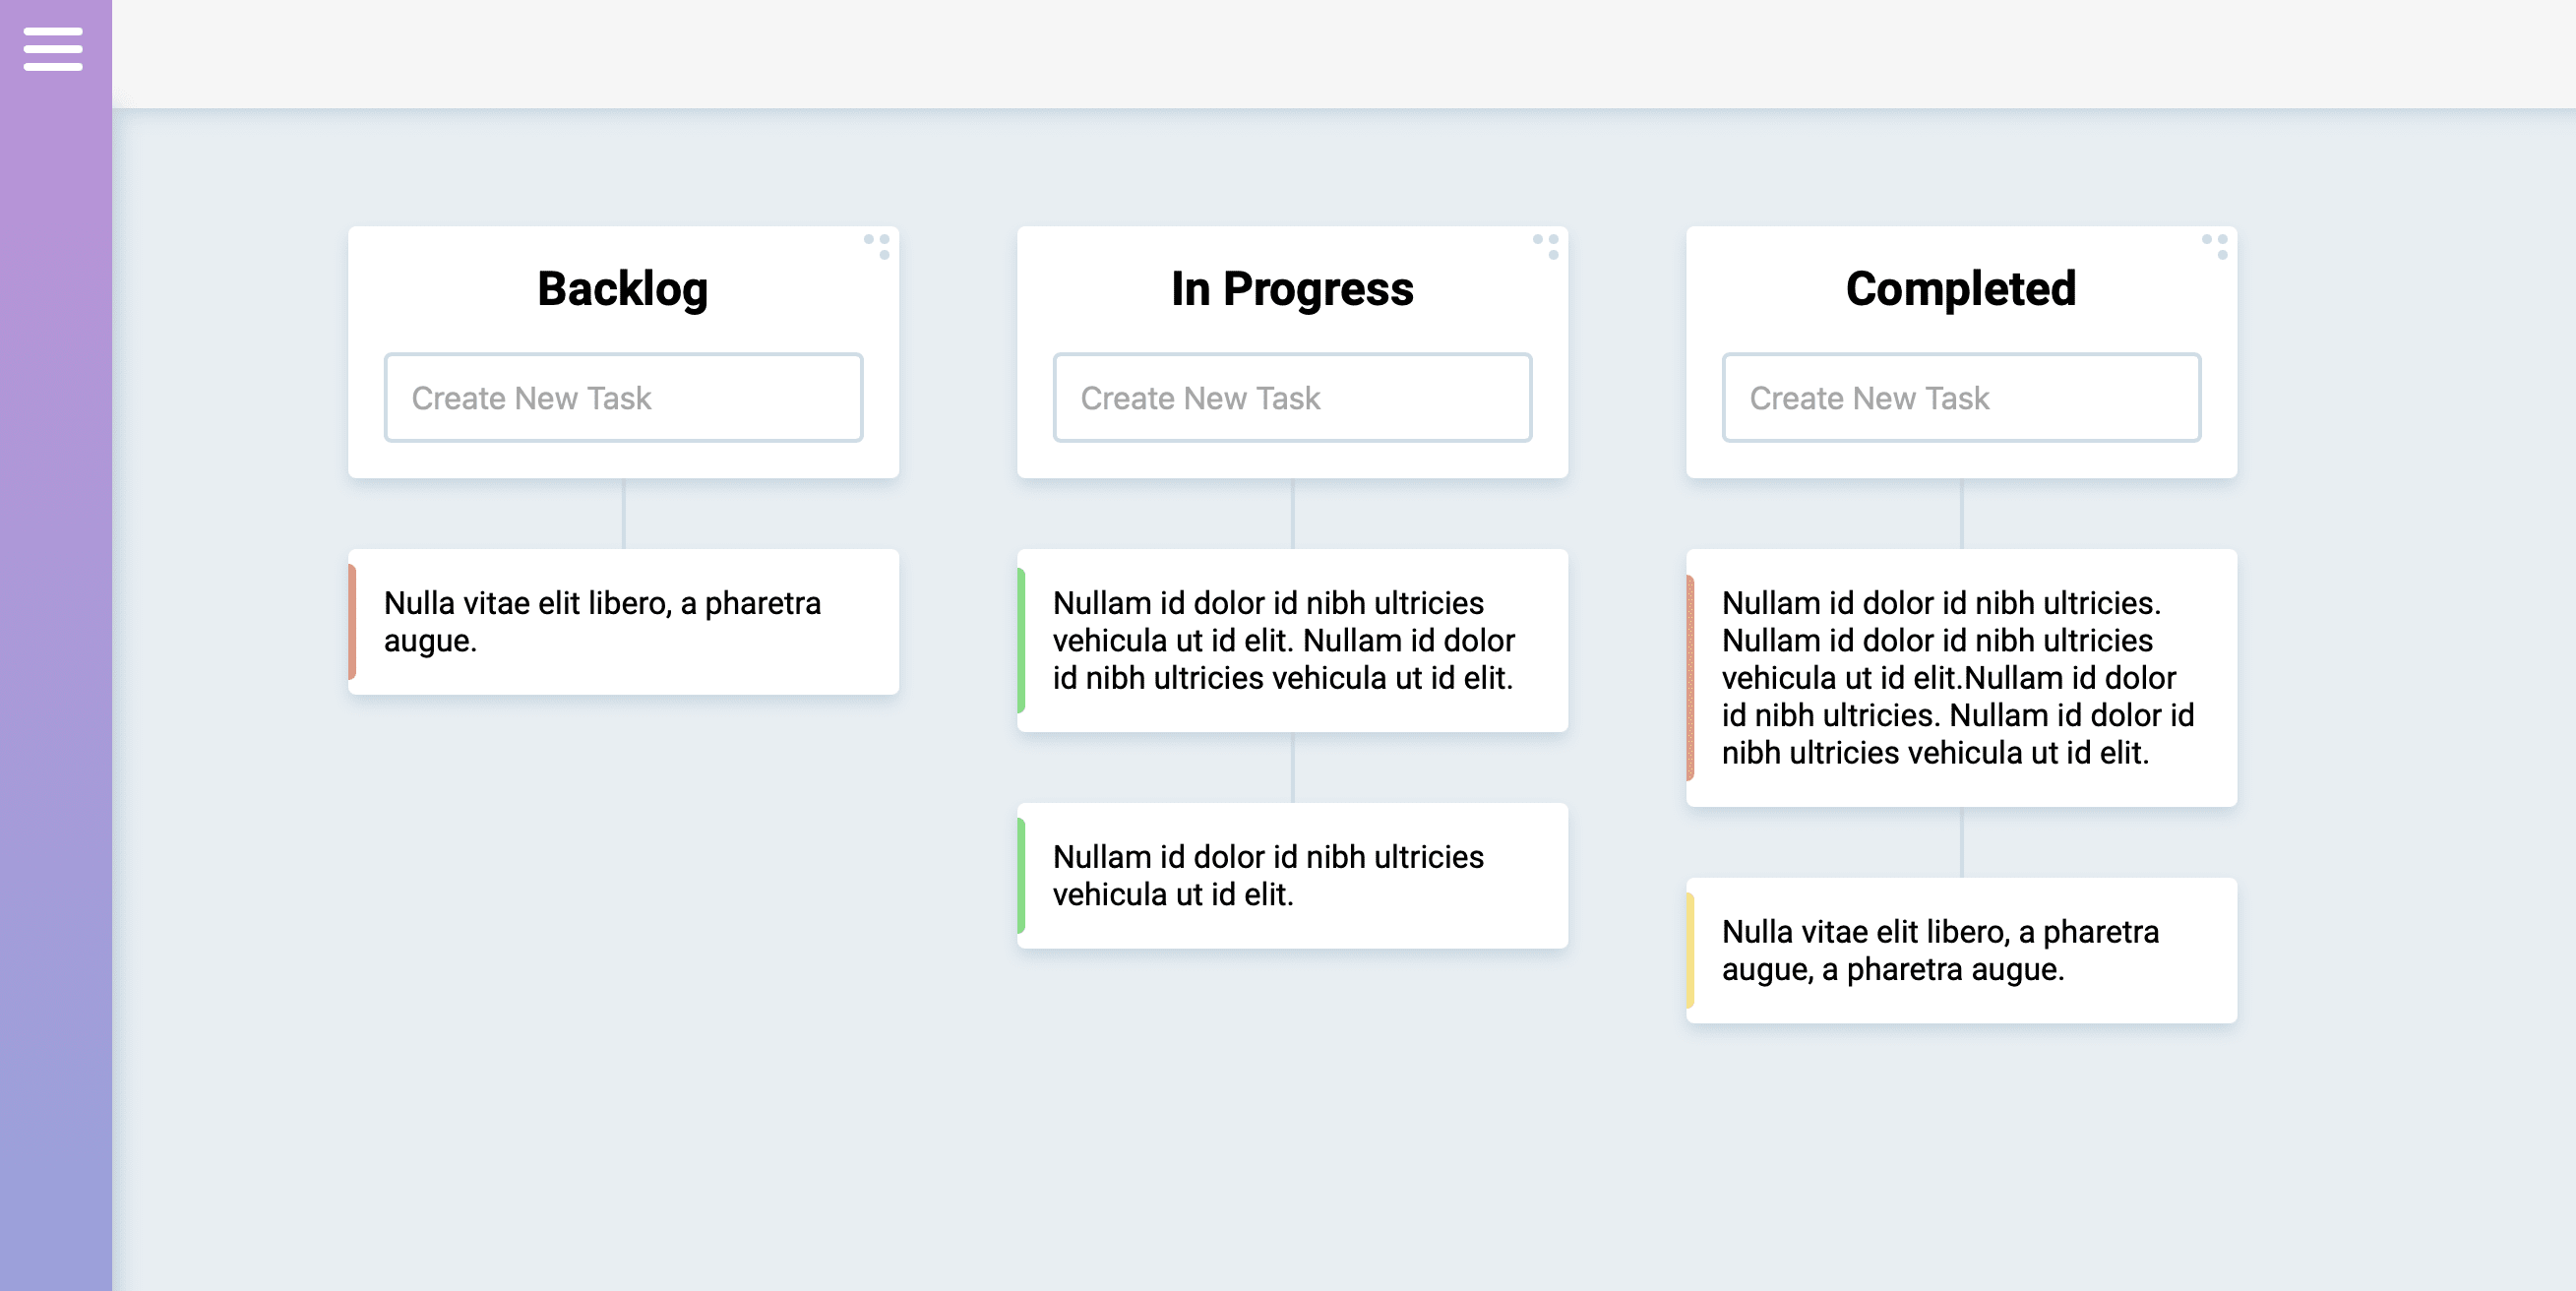 Backlog
Create New Task
Nulla vitae elit libero, a pharetra
augue.
In Progress
Create New Task
Nullam id dolor id nibh ultricies
vehicula ut id elit. Nullam id dolor
id nibh ultricies vehicula ut id elit.
Nullam id dolor id nibh ultricies
vehicula ut id elit.
Completed
Create New Task
Nullam id dolor id nibh ultricies.
Nullam id dolor id nibh ultricies
vehicula ut id elit.Nullam id dolor
id nibh ultricies. Nullam id dolor id
nibh ultricies vehicula ut id elit.
Nulla vitae elit libero, a pharetra
augue, a pharetra augue.